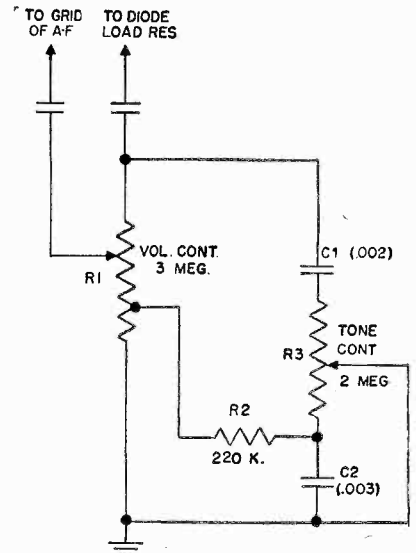 TO GRID
OF A-F
TO DIODE
LOAD RES
VOL. CONT.
3 MEG.
R1
C1 (.002)
R3
TONE
CONT
2 MEG
R2
220 K.
C2
(.003)